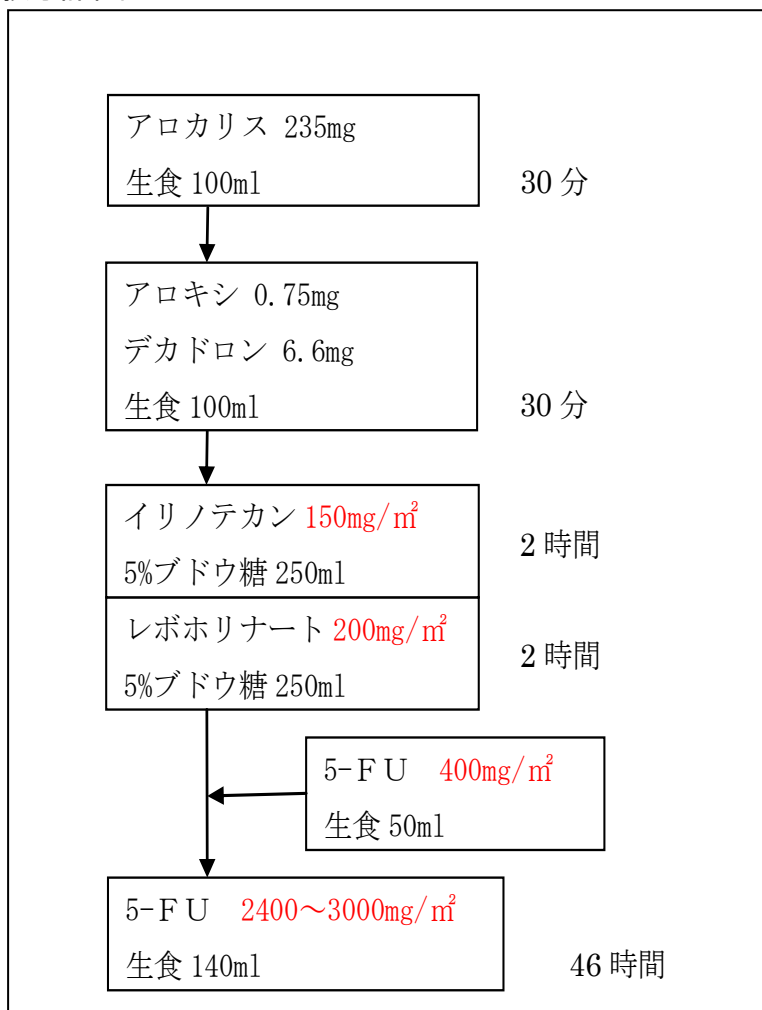 アロカリス 235mg
生食 100ml
30 分
アロキシ 0.75mg
デカドロン 6.6mg
生食 100ml
30 分
イリノテカン 150mg/㎡
5%ブドウ糖 250ml
2 時間
レボホリナート 200mg/㎡
5%ブドウ糖 250ml
2 時間
5-ＦＵ　400mg/㎡
生食 50ml
5-ＦＵ　2400～3000mg/㎡
生食 140ml
46 時間